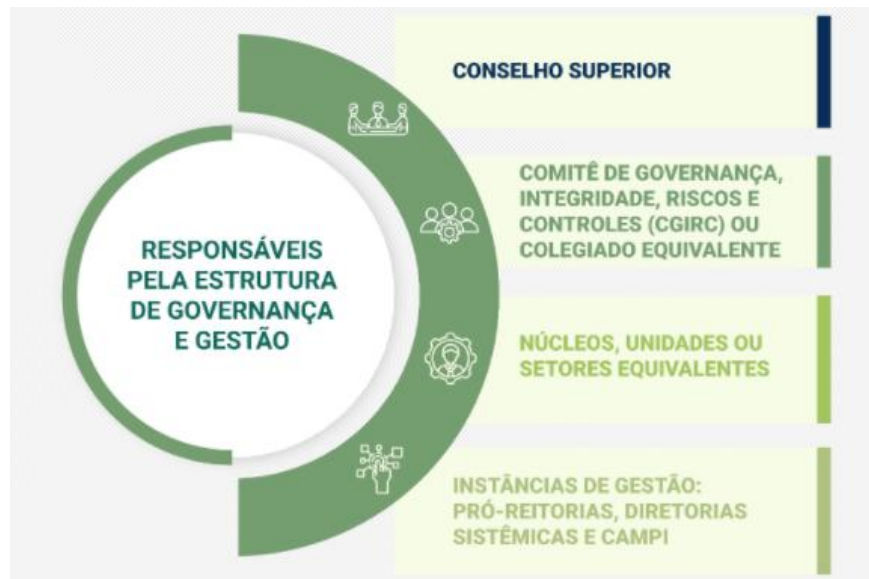 RESPONSÁVEIS
PELA ESTRUTURA
DE GOVERNANÇA
E GESTÃO
CONSELHO SUPERIOR
COMITÊ DE GOVERNANÇA,
INTEGRIDADE, RISCOS E
CONTROLES (CGIRC) OU
COLEGIADO EQUIVALENTE
NÚCLEOS, UNIDADES OU
SETORES EQUIVALENTES
INSTÂNCIAS DE GESTÃO:
PRÓ-REITORIAS, DIRETORIAS
SISTÊMICAS E CAMPI